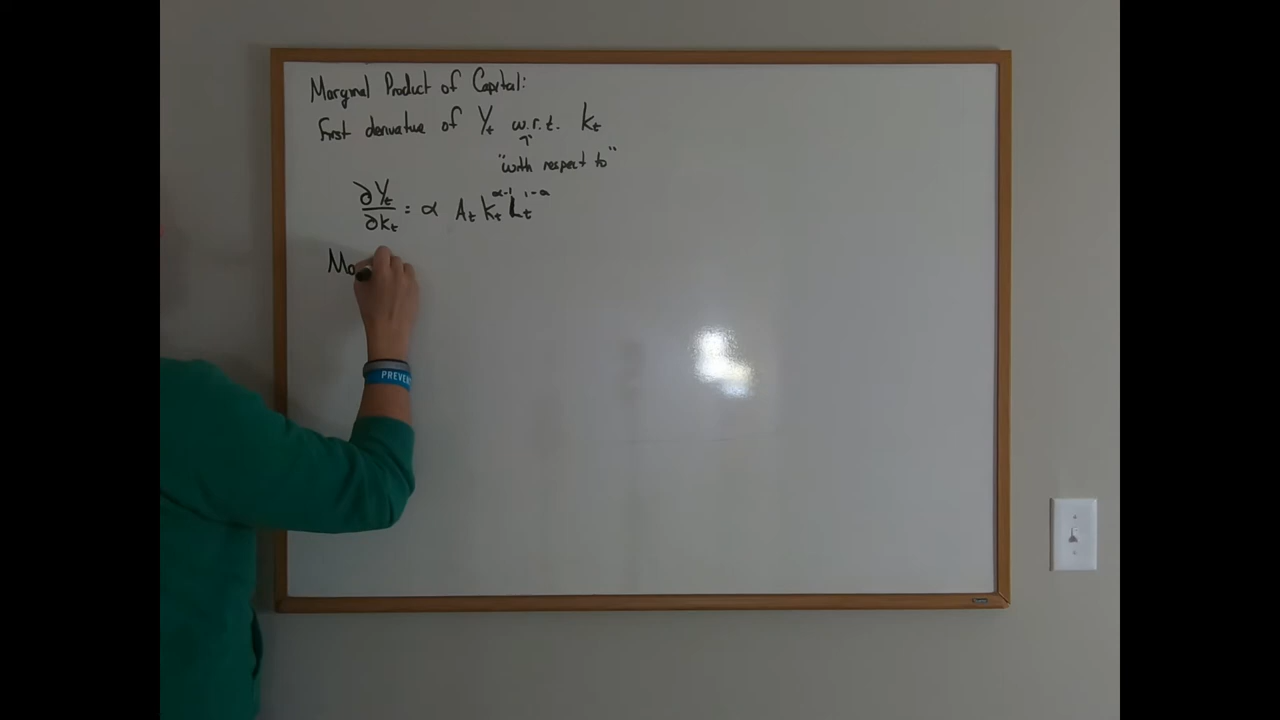 Marginal Product of Capital:
First derivative of Yt w.r.t. Kt
↑
"with respect to"
∂Yt/∂Kt = α At Kt^α-1 Lt^1-α
Ma
PREVE